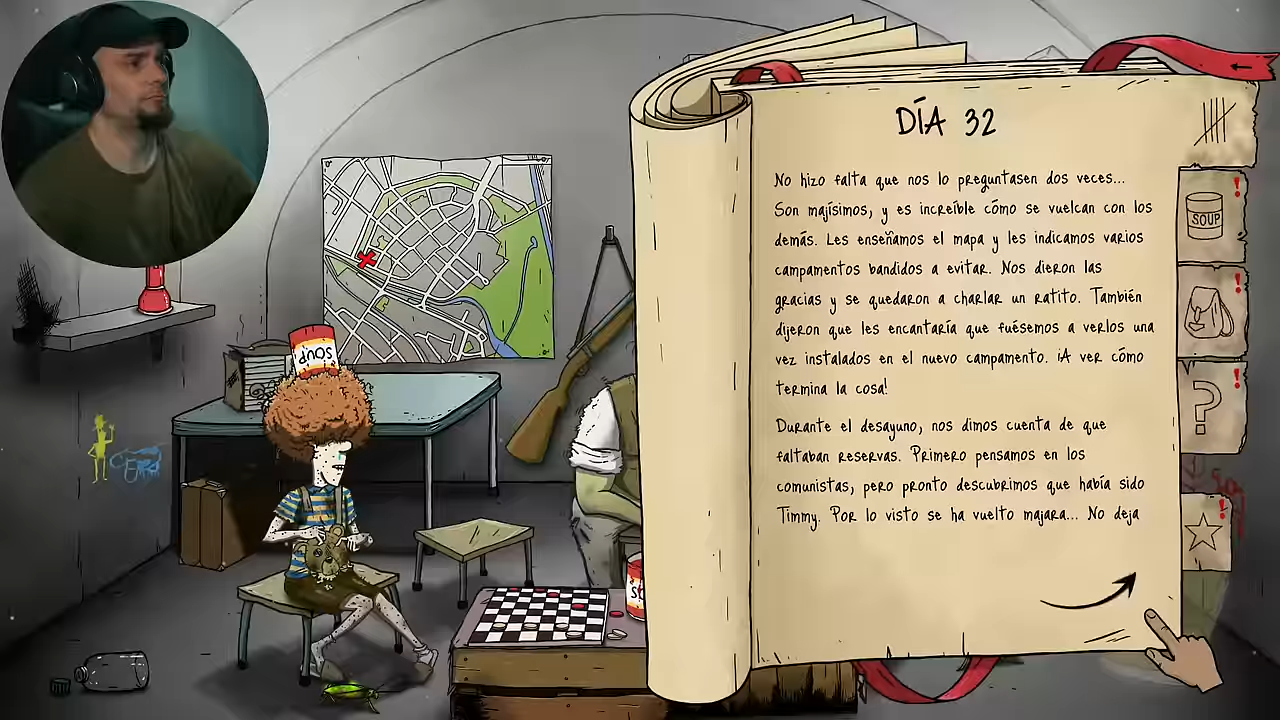 DÍA 32
No hizo falta que nos lo preguntasen dos veces...
Son majísimos, y es increíble cómo se vuelcan con los
demás. Les enseñamos el mapa y les indicamos varios
campamentos bandidos a evitar. Nos dieron las
gracias y se quedaron a charlar un ratito. También
dijeron que les encantaría que fuésemos a verlos una
vez instalados en el nuevo campamento. ¡A ver cómo
termina la cosa!
Durante el desayuno, nos dimos cuenta de que
faltaban reservas. Primero pensamos en los
comunistas, pero pronto descubrimos que había sido
Timmy. Por lo visto se ha vuelto majara... No deja
!
SOUP
!
?
!
!
SOUP